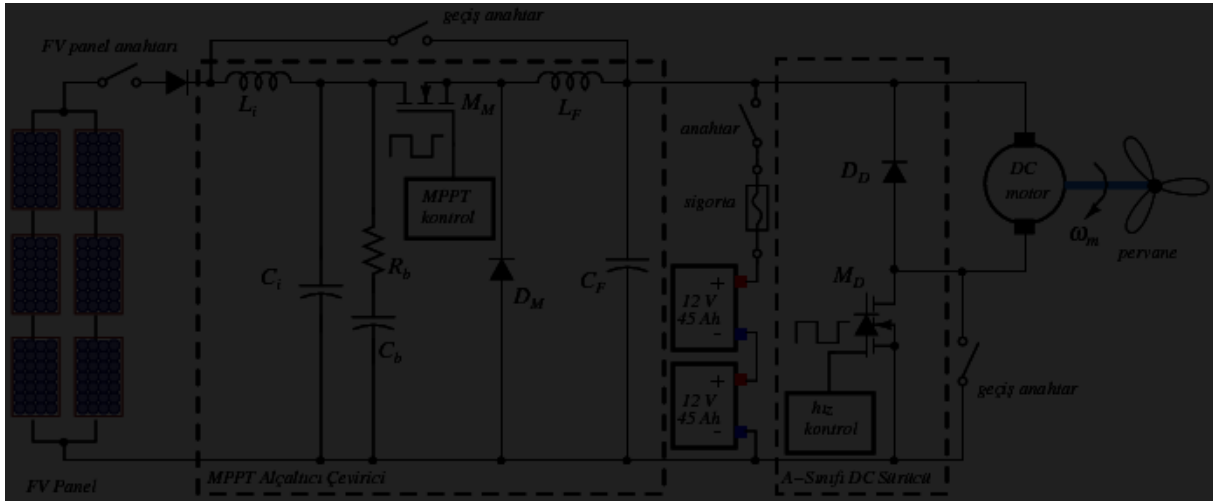 geçiş anahtar
FV panel anahtarı
L_i
M_M
L_F
anahtar
MPPT
kontrol
D_D
DC
motor
sigorta
ω_m
pervane
R_b
C_i
D_M
C_F
M_D
+
12 V
45 Ah
-
C_b
+
12 V
45 Ah
-
geçiş anahtar
hız
kontrol
FV Panel
MPPT Alçaltıcı Çevirici
A-Sınıfı DC Sürücü